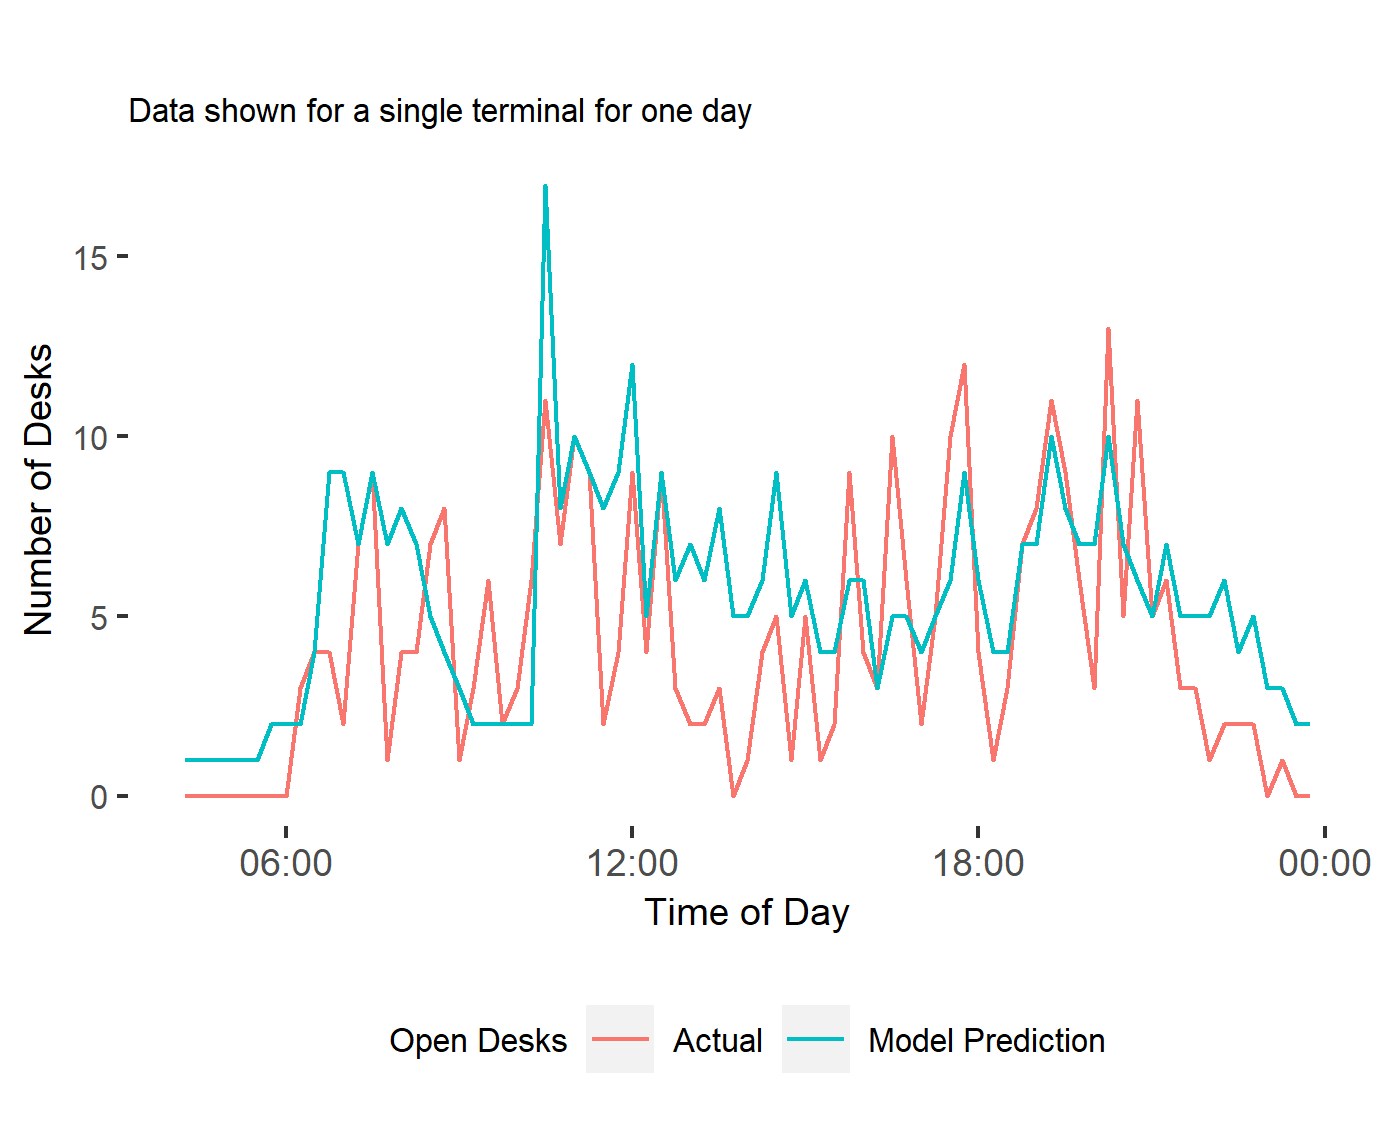 Data shown for a single terminal for one day
Number of Desks
15
10
5
0
06:00 12:00 18:00 00:00
Time of Day
Open Desks Actual Model Prediction